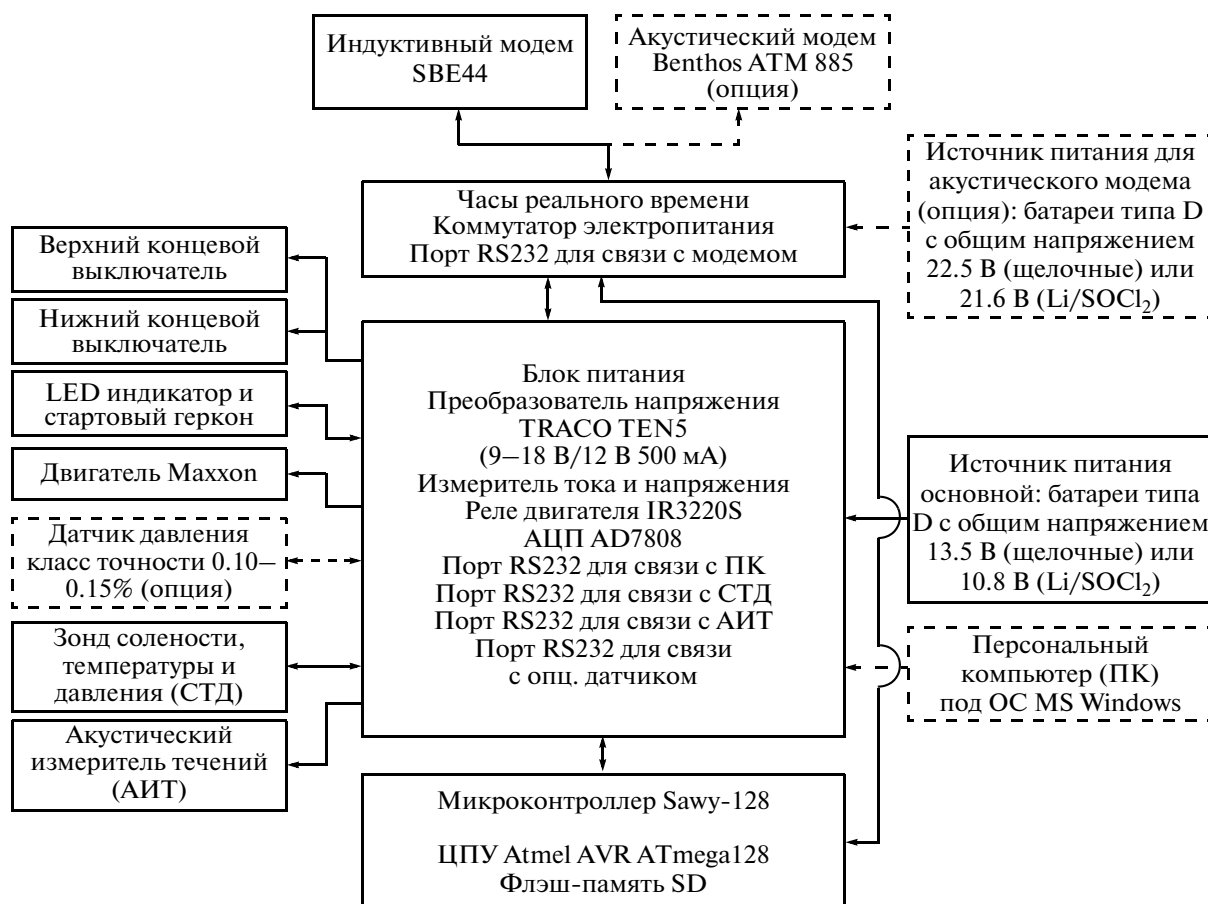 Индуктивный модем
SBE44
Акустический модем
Benthos ATM 885
(опция)
Часы реального времени
Коммутатор электропитания
Порт RS232 для связи с модемом
Источник питания для
акустического модема
(опция): батареи типа D
с общим напряжением
22.5 В (щелочные) или
21.6 В (Li/SOCl₂)
Верхний концевой
выключатель
Нижний концевой
выключатель
LED индикатор и
стартовый геркон
Двигатель Maxxon
Датчик давления
класс точности 0.10–
0.15% (опция)
Зонд солености,
температуры и
давления (СТД)
Акустический
измеритель течений
(АИТ)
Блок питания
Преобразователь напряжения
TRACO TEN5
(9–18 В/12 В 500 мА)
Измеритель тока и напряжения
Реле двигателя IR3220S
АЦП AD7808
Порт RS232 для связи с ПК
Порт RS232 для связи с СТД
Порт RS232 для связи с АИТ
Порт RS232 для связи
с опц. датчиком
Источник питания
основной: батареи типа
D с общим напряжением
13.5 В (щелочные) или
10.8 В (Li/SOCl₂)
Персональный
компьютер (ПК)
под ОС MS Windows
Микроконтроллер Sawy-128
ЦПУ Atmel AVR ATmega128
Флэш-память SD